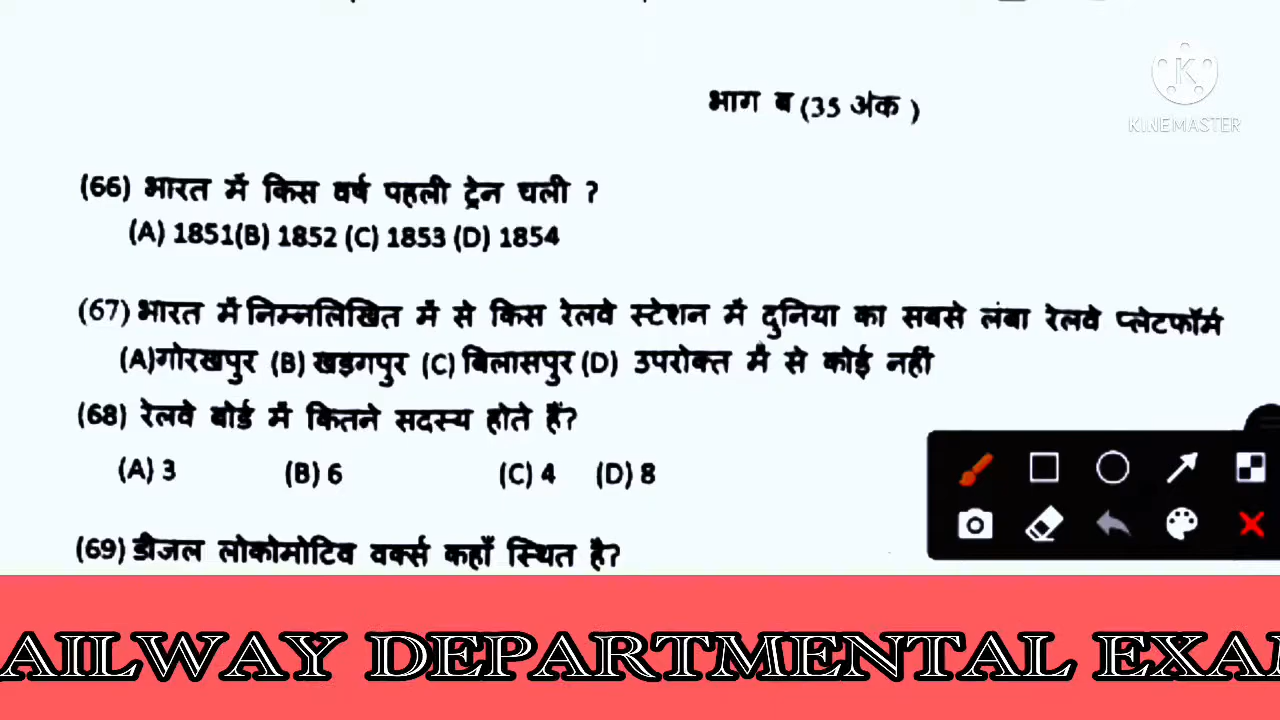 भाग ब (35 अंक )
KINEMASTER
(66) भारत में किस वर्ष पहली ट्रेन चली ?
(A) 1851(B) 1852 (C) 1853 (D) 1854
(67) भारत में निम्नलिखित में से किस रेलवे स्टेशन में दुनिया का सबसे लंबा रेलवे प्लेटफॉर्म
(A)गोरखपुर (B) खड़गपुर (C) बिलासपुर (D) उपरोक्त में से कोई नहीं
(68) रेलवे बोर्ड में कितने सदस्य होते हैं?
(A) 3 (B) 6 (C) 4 (D) 8
(69) डीजल लोकोमोटिव वर्क्स कहाँ स्थित है?
AILWAY DEPARTMENTAL EXA